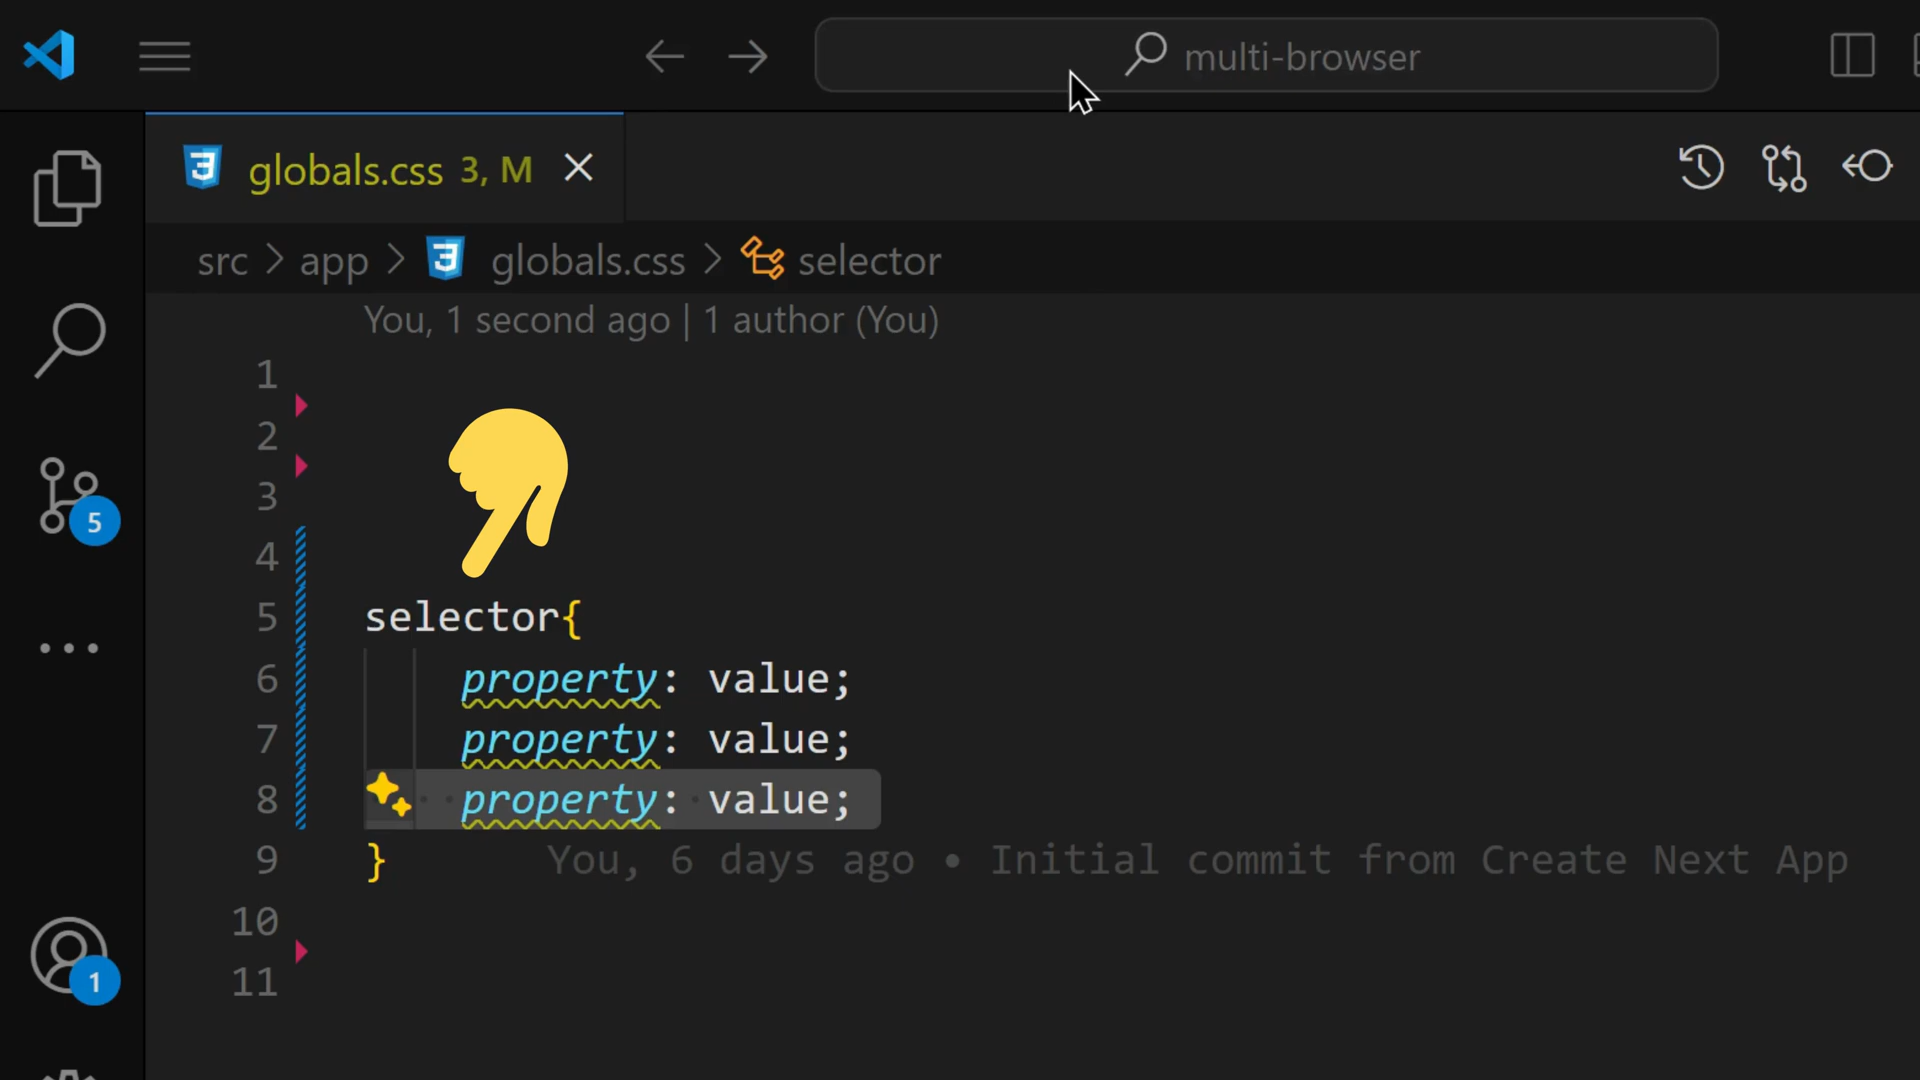 multi-browser
globals.css 3, M
src > app > globals.css > selector
You, 1 second ago | 1 author (You)
1
2
3
4
5 selector{
6 property: value;
7 property: value;
8 property: value;
9 } You, 6 days ago • Initial commit from Create Next App
10
11
5
1